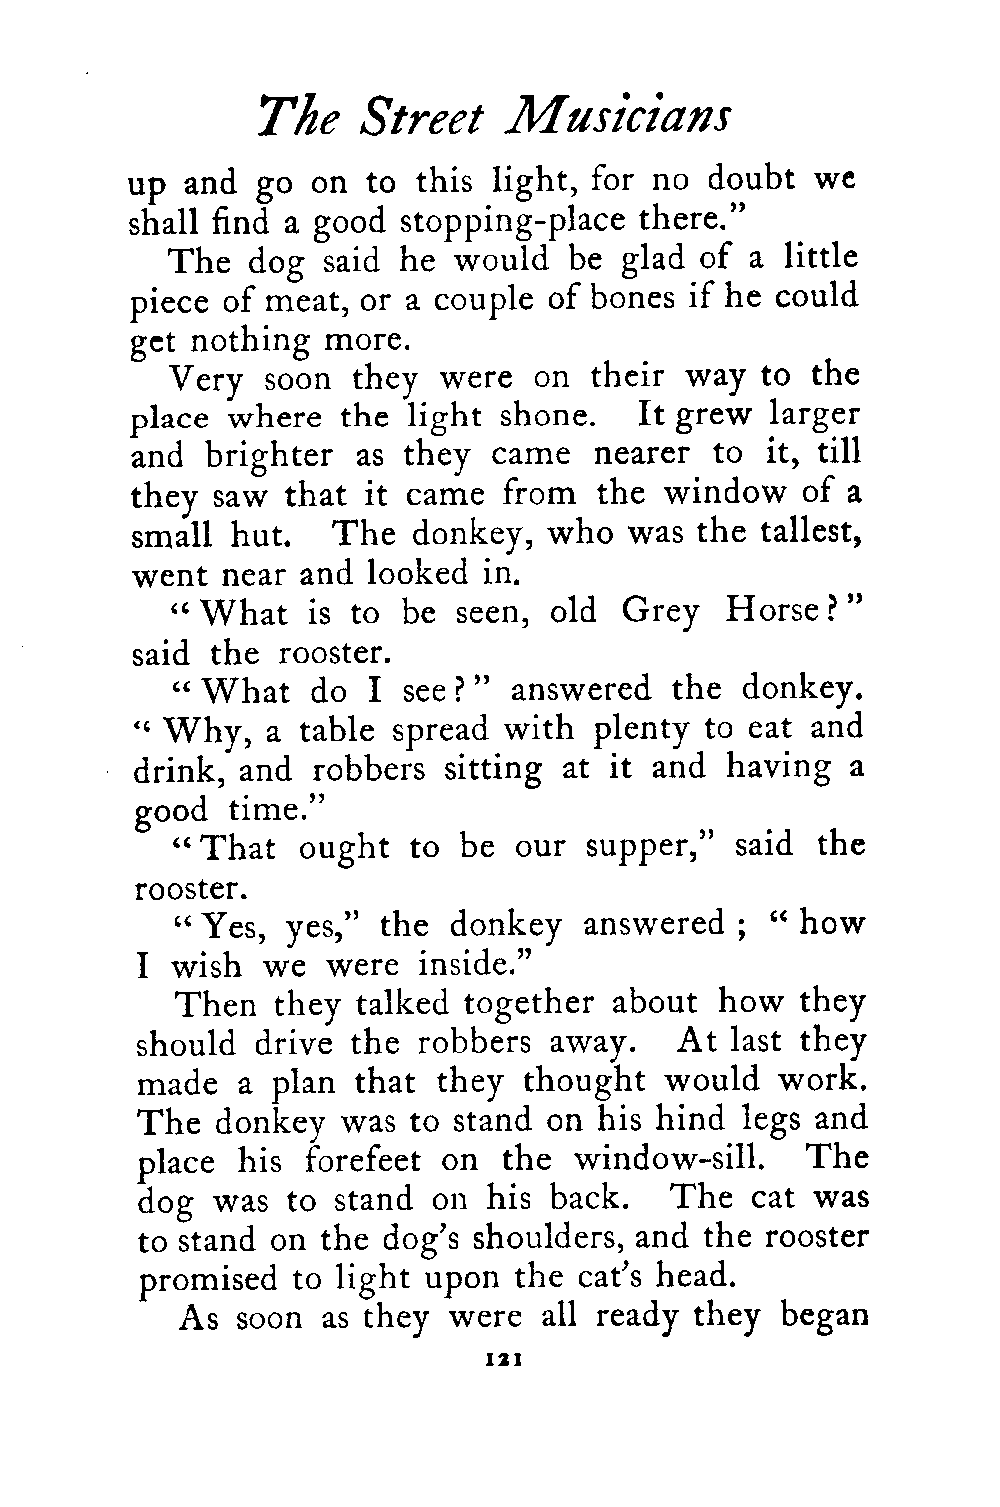 The Street Musicians
up and go on to this light, for no doubt we
shall find a good stopping-place there."
The dog said he would be glad of a little
piece of meat, or a couple of bones if he could
get nothing more.
Very soon they were on their way to the
place where the light shone. It grew larger
and brighter as they came nearer to it, till
they saw that it came from the window of a
small hut. The donkey, who was the tallest,
went near and looked in.
"What is to be seen, old Grey Horse?"
said the rooster.
"What do I see?" answered the donkey.
"Why, a table spread with plenty to eat and
drink, and robbers sitting at it and having a
good time."
"That ought to be our supper," said the
rooster.
"Yes, yes," the donkey answered; "how
I wish we were inside."
Then they talked together about how they
should drive the robbers away. At last they
made a plan that they thought would work.
The donkey was to stand on his hind legs and
place his forefeet on the window-sill. The
dog was to stand on his back. The cat was
to stand on the dog's shoulders, and the rooster
promised to light upon the cat's head.
As soon as they were all ready they began
121